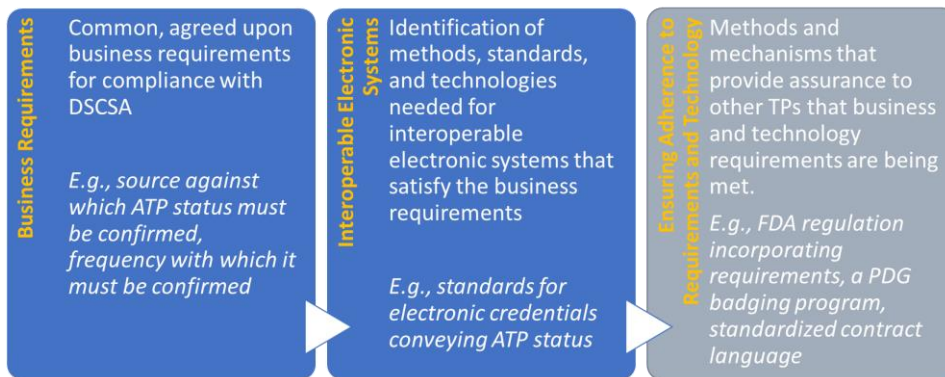 Business Requirements
Common, agreed upon
business requirements
for compliance with
DSCSA
E.g., source against
which ATP status must
be confirmed,
frequency with which it
must be confirmed
Interoperable Electronic
Systems
Identification of
methods, standards,
and technologies
needed for
interoperable
electronic systems that
satisfy the business
requirements
E.g., standards for
electronic credentials
conveying ATP status
Ensuring Adherence to
Requirements and Technology
Methods and
mechanisms that
provide assurance to
other TPs that business
and technology
requirements are being
met.
E.g., FDA regulation
incorporating
requirements, a PDG
badging program,
standardized contract
language